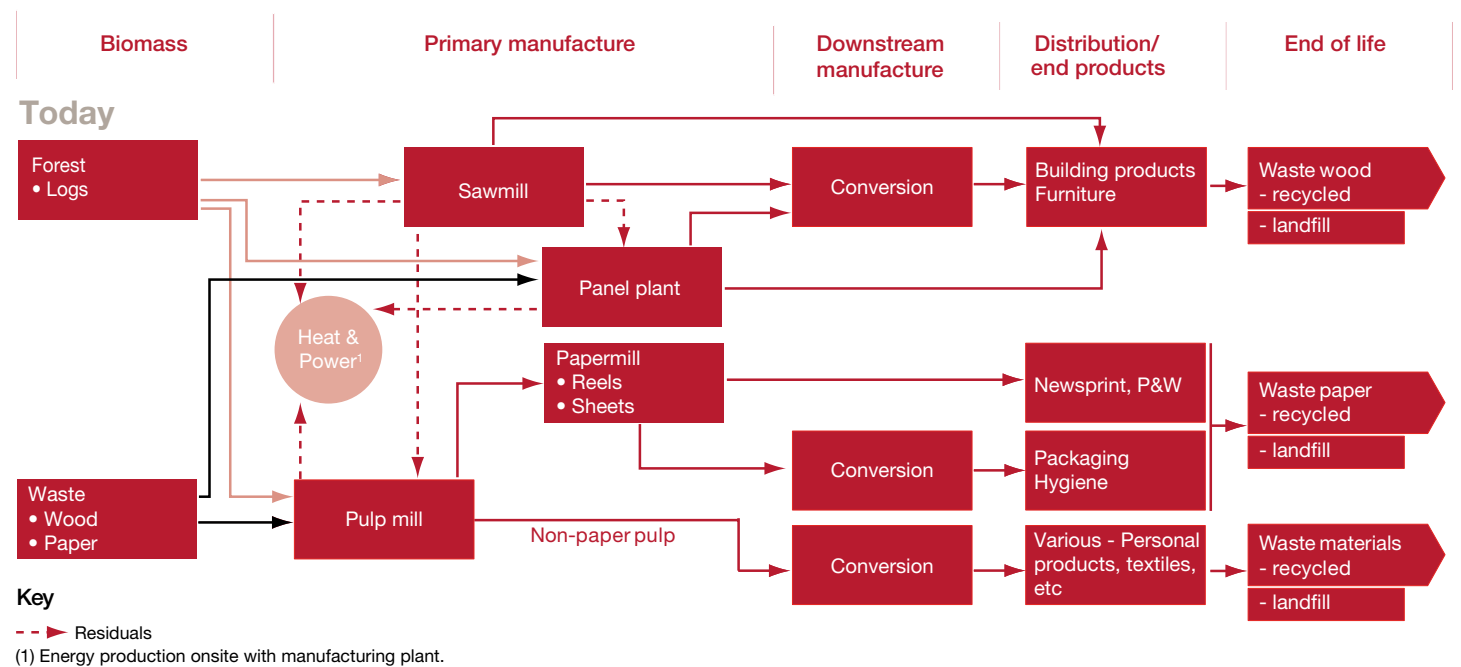 Biomass
Primary manufacture
Downstream
manufacture
Distribution/
end products
End of life
Today
Forest
• Logs
Sawmill
Conversion
Building products
Furniture
Waste wood
- recycled
- landfill
Panel plant
Heat &
Power¹
Papermill
• Reels
• Sheets
Newsprint, P&W
Waste paper
- recycled
- landfill
Conversion
Packaging
Hygiene
Waste
• Wood
• Paper
Pulp mill
Non-paper pulp
Conversion
Various - Personal
products, textiles,
etc
Waste materials
- recycled
- landfill
Key
Residuals
(1) Energy production onsite with manufacturing plant.